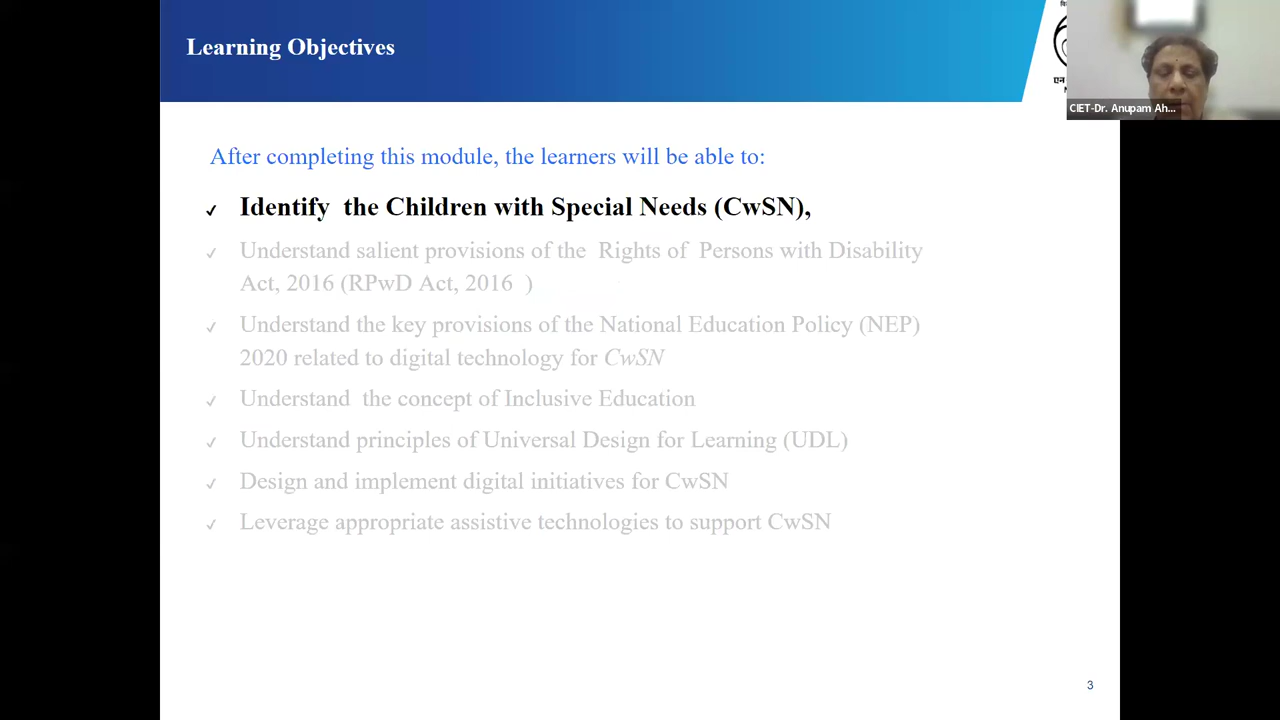 Learning Objectives
एन
CIET-Dr. Anupam Ah...
After completing this module, the learners will be able to:
✓ Identify the Children with Special Needs (CwSN),
✓ Understand salient provisions of the Rights of Persons with Disability
Act, 2016 (RPwD Act, 2016 )
✓ Understand the key provisions of the National Education Policy (NEP)
2020 related to digital technology for CwSN
✓ Understand the concept of Inclusive Education
✓ Understand principles of Universal Design for Learning (UDL)
✓ Design and implement digital initiatives for CwSN
✓ Leverage appropriate assistive technologies to support CwSN
3